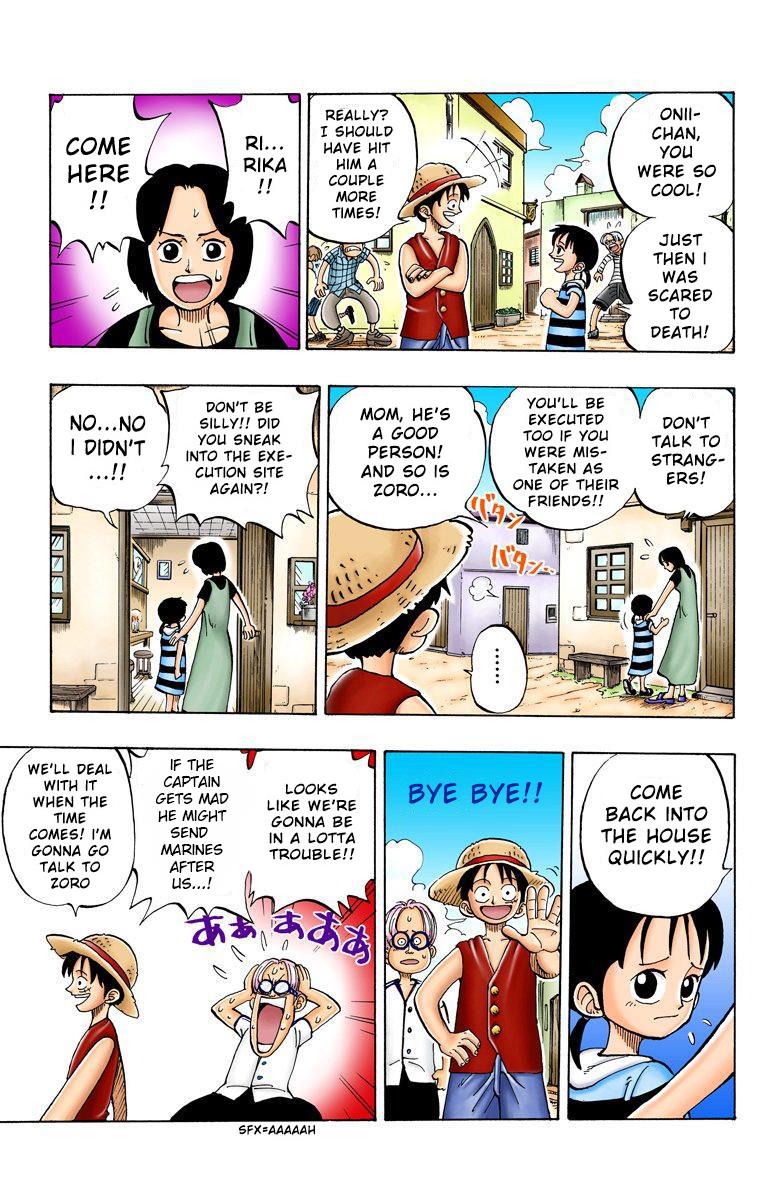 ONII-
CHAN,
YOU
WERE SO
COOL!
JUST
THEN I
WAS
SCARED
TO
DEATH!
REALLY?
I SHOULD
HAVE HIT
HIM A
COUPLE
MORE
TIMES!
RI...
RIKA
!!
COME
HERE
!!
DON'T
TALK TO
STRANG-
ERS!
YOU'LL BE
EXECUTED
TOO IF YOU
WERE MIS-
TAKEN AS
ONE OF THEIR
FRIENDS!!
MOM, HE'S
A GOOD
PERSON!
AND SO IS
ZORO...
バタン
バタン…
........
DON'T BE
SILLY!! DID
YOU SNEAK
INTO THE EXE-
CUTION SITE
AGAIN?!
NO...NO
I DIDN'T
...!!
COME
BACK INTO
THE HOUSE
QUICKLY!!
BYE BYE!!
LOOKS
LIKE WE'RE
GONNA BE
IN A LOTTA
TROUBLE!!
IF THE
CAPTAIN
GETS MAD
HE MIGHT
SEND
MARINES
AFTER
US...!
WE'LL DEAL
WITH IT
WHEN THE
TIME
COMES! I'M
GONNA GO
TALK TO
ZORO
あああああ
SFX=AAAAAH